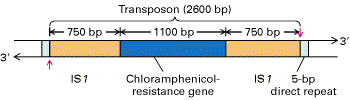 Transposon (2600 bp)
750 bp 1100 bp 750 bp
3′ 3′
IS1 Chloramphenicol- IS1 5-bp
resistance gene direct repeat